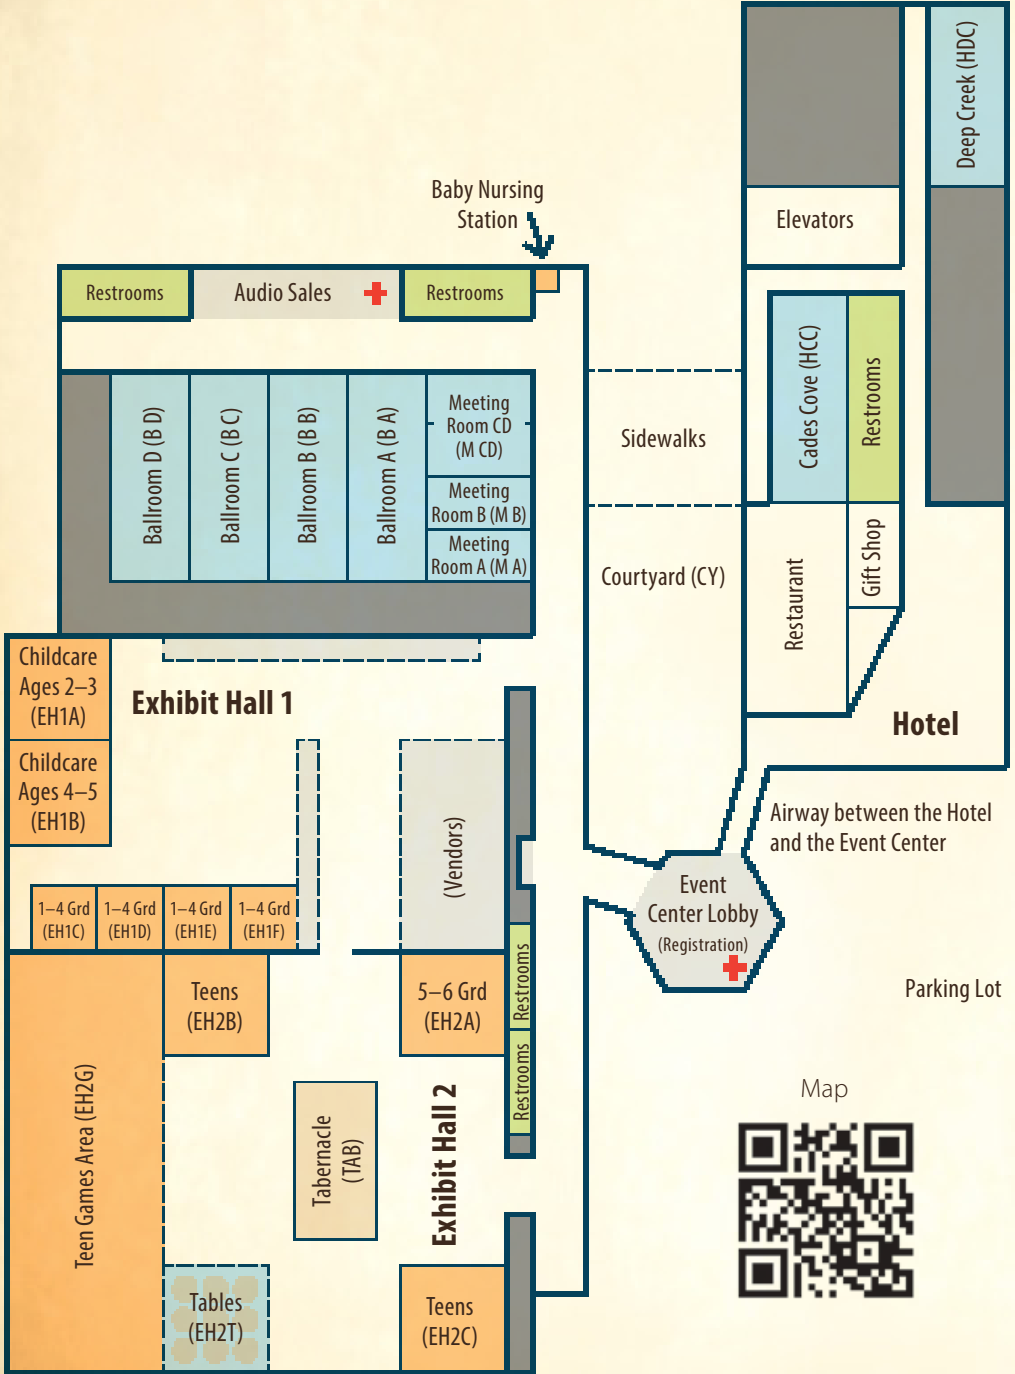 Deep Creek (HDC)
Elevators
Baby Nursing
Station
Restrooms
Audio Sales
Restrooms
Ballroom D (B D)
Ballroom C (B C)
Ballroom B (B B)
Ballroom A (B A)
Meeting
Room CD
(M CD)
Meeting
Room B (M B)
Meeting
Room A (M A)
Sidewalks
Courtyard (CY)
Cades Cove (HCC)
Restrooms
Restaurant
Gift Shop
Hotel
Childcare
Ages 2–3
(EH1A)
Exhibit Hall 1
Childcare
Ages 4–5
(EH1B)
(Vendors)
Airway between the Hotel
and the Event Center
Event
Center Lobby
(Registration)
1–4 Grd
(EH1C)
1–4 Grd
(EH1D)
1–4 Grd
(EH1E)
1–4 Grd
(EH1F)
Teens
(EH2B)
5–6 Grd
(EH2A)
Restrooms
Restrooms
Parking Lot
Teen Games Area (EH2G)
Tabernacle
(TAB)
Exhibit Hall 2
Map
Tables
(EH2T)
Teens
(EH2C)